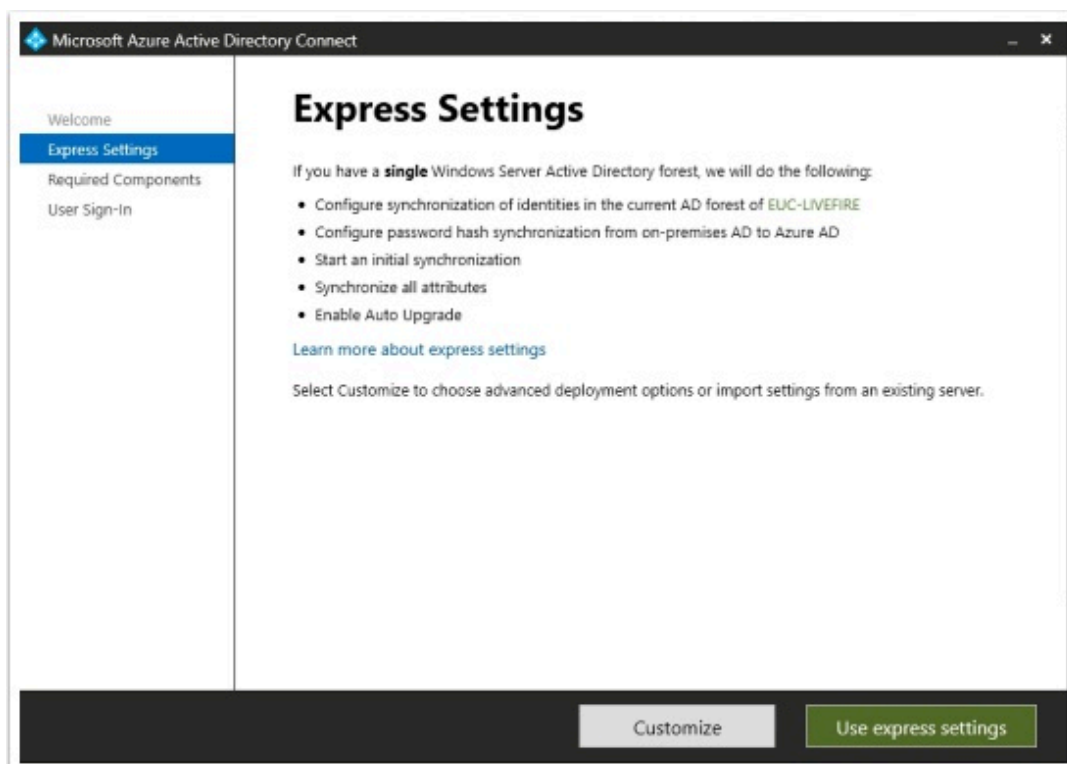 Microsoft Azure Active Directory Connect
Welcome
Express Settings
Required Components
User Sign-In
Express Settings
If you have a single Windows Server Active Directory forest, we will do the following:
• Configure synchronization of identities in the current AD forest of EUC-LIVEFIRE
• Configure password hash synchronization from on-premises AD to Azure AD
• Start an initial synchronization
• Synchronize all attributes
• Enable Auto Upgrade
Learn more about express settings
Select Customize to choose advanced deployment options or import settings from an existing server.
Customize
Use express settings